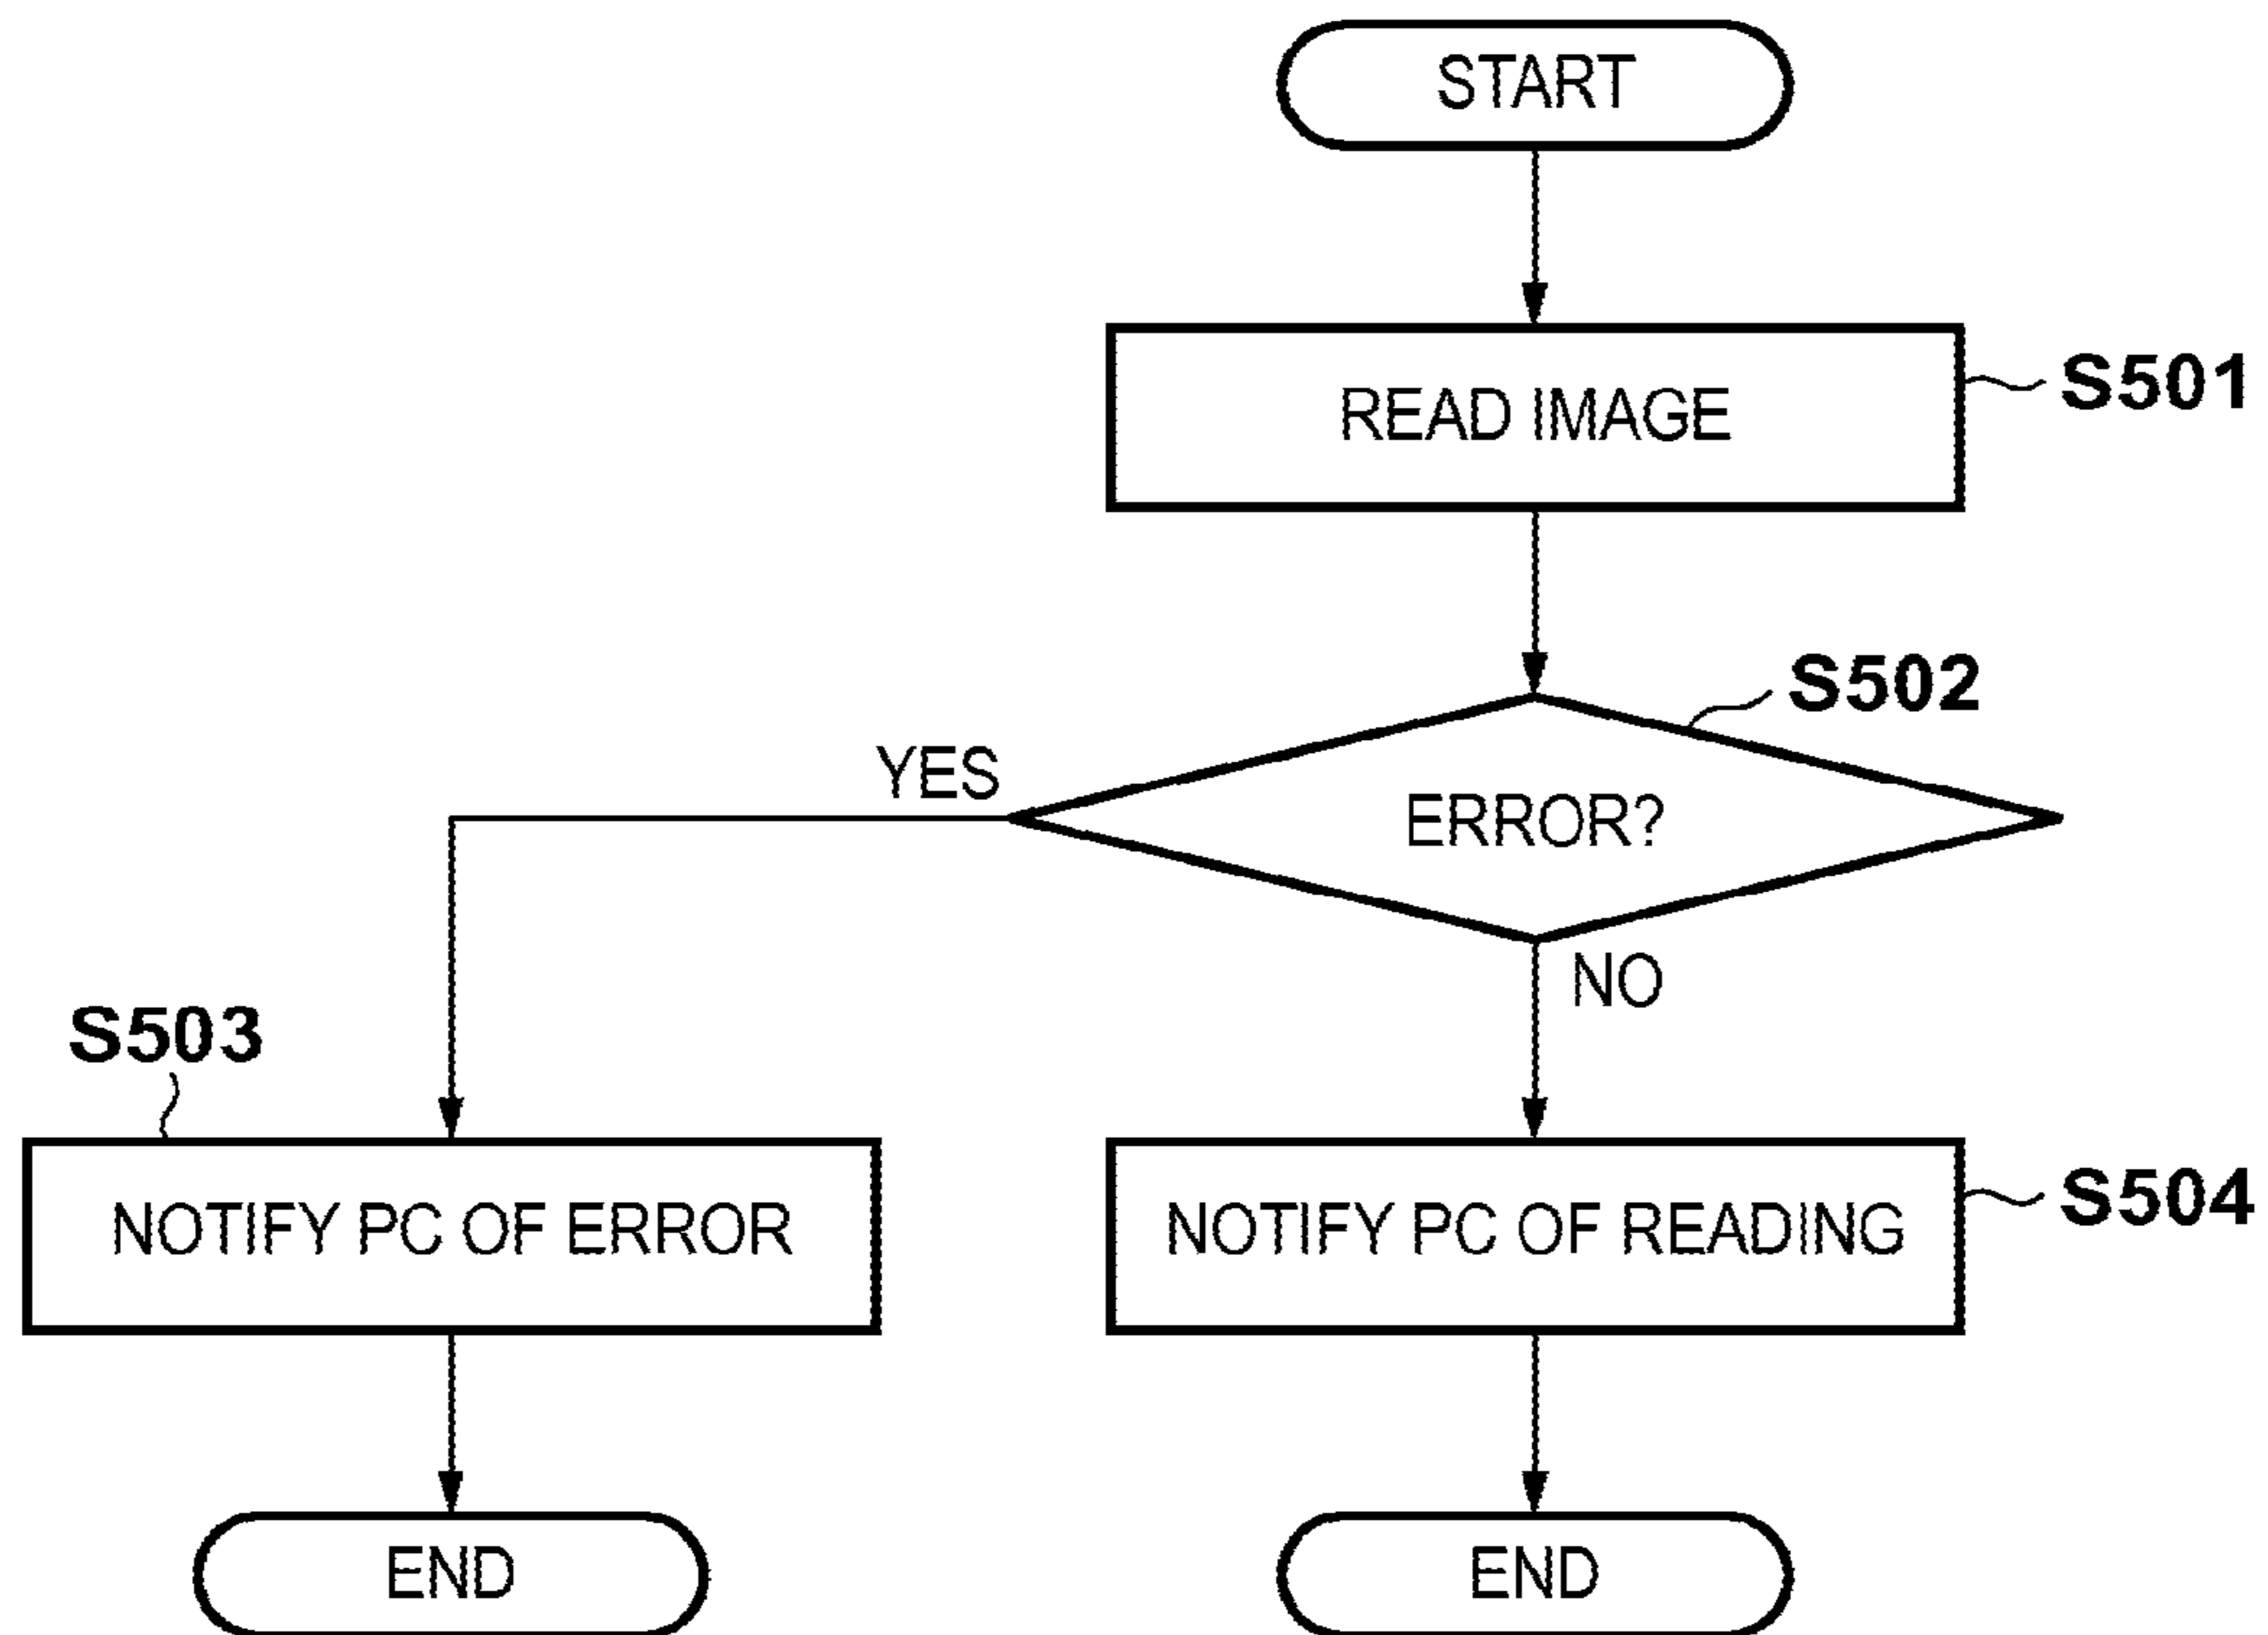 START
READ IMAGE
S501
S502
YES
ERROR?
NO
S503
NOTIFY PC OF ERROR
NOTIFY PC OF READING
S504
END
END